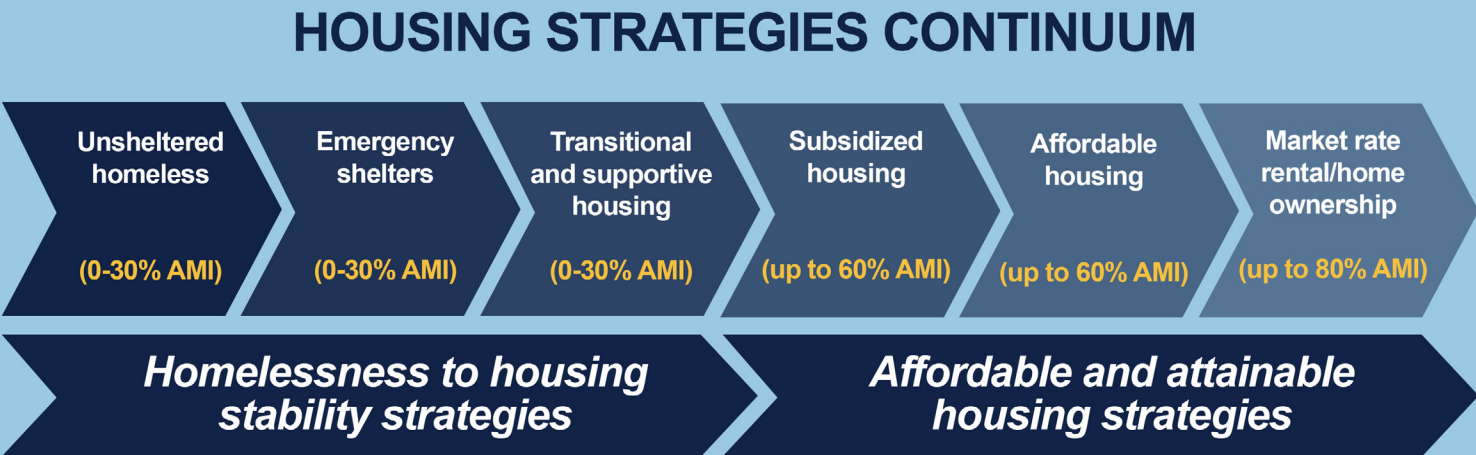 HOUSING STRATEGIES CONTINUUM
Unsheltered
homeless
(0-30% AMI)
Emergency
shelters
(0-30% AMI)
Transitional
and supportive
housing
(0-30% AMI)
Subsidized
housing
(up to 60% AMI)
Affordable
housing
(up to 60% AMI)
Market rate
rental/home
ownership
(up to 80% AMI)
Homelessness to housing
stability strategies
Affordable and attainable
housing strategies